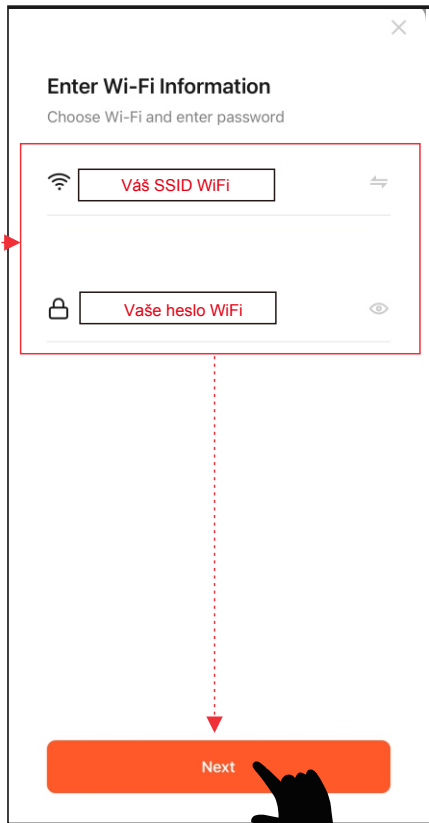 Enter Wi-Fi Information
Choose Wi-Fi and enter password
Váš SSID WiFi
Vaše heslo WiFi
Next